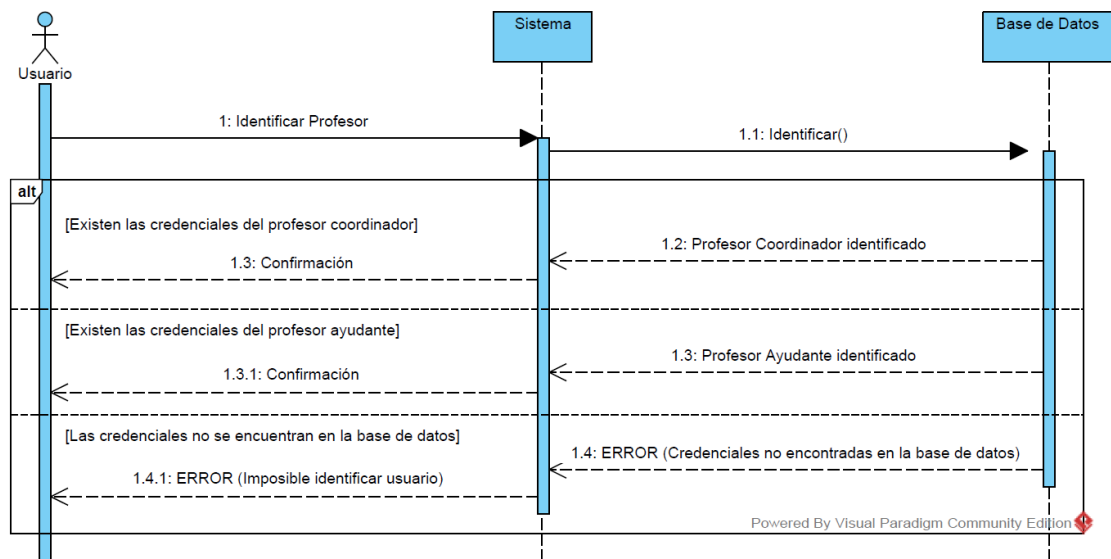 Usuario
Sistema
Base de Datos
1: Identificar Profesor
1.1: Identificar()
alt
[Existen las credenciales del profesor coordinador]
1.2: Profesor Coordinador identificado
1.3: Confirmación
[Existen las credenciales del profesor ayudante]
1.3: Profesor Ayudante identificado
1.3.1: Confirmación
[Las credenciales no se encuentran en la base de datos]
1.4: ERROR (Credenciales no encontradas en la base de datos)
1.4.1: ERROR (Imposible identificar usuario)
Powered By Visual Paradigm Community Edition